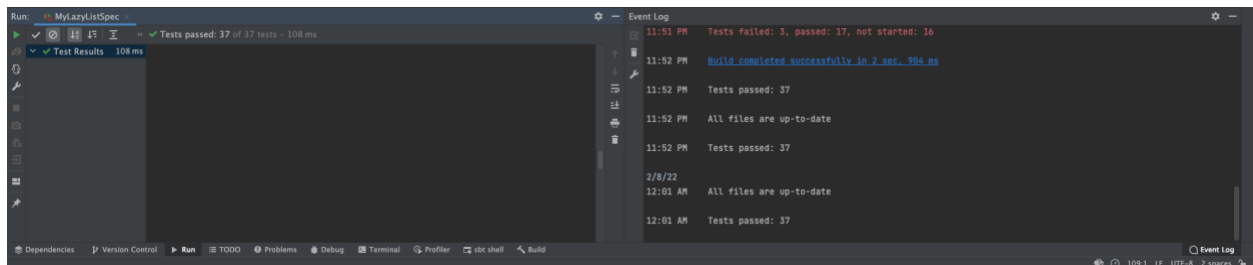 Run: MyLazyListSpec
Tests passed: 37 of 37 tests – 108 ms
Test Results 108 ms
Event Log
11:51 PM Tests failed: 3, passed: 17, not started: 16
11:52 PM Build completed successfully in 2 sec, 904 ms
11:52 PM Tests passed: 37
11:52 PM All files are up-to-date
11:52 PM Tests passed: 37
2/8/22
12:01 AM All files are up-to-date
12:01 AM Tests passed: 37
Dependencies Version Control Run TODO Problems Debug Terminal Profiler sbt shell Build Event Log
109:1 LF UTF-8 2 spaces